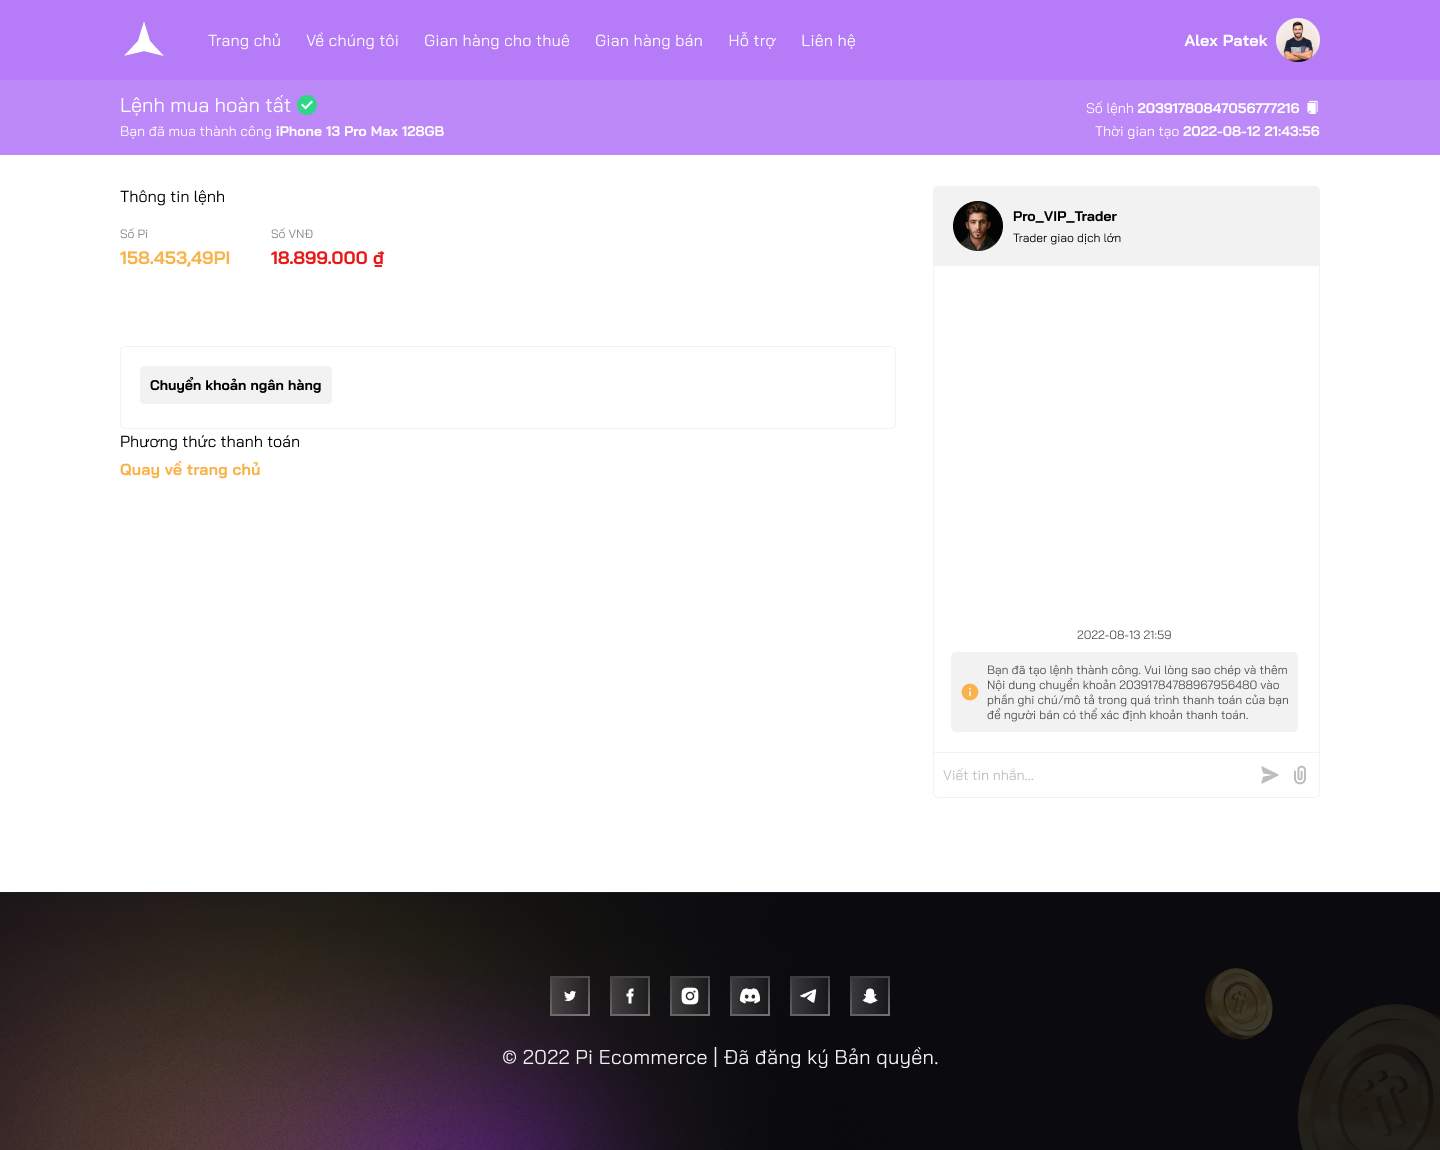 Trang chủ Về chúng tôi Gian hàng cho thuê Gian hàng bán Hỗ trợ Liên hệ Alex Patek
Lệnh mua hoàn tất
Bạn đã mua thành công iPhone 13 Pro Max 128GB
Số lệnh 20391780847056777216
Thời gian tạo 2022-08-12 21:43:56
Thông tin lệnh
Số Pi Số VNĐ
158.453,49PI 18.899.000 ₫
Chuyển khoản ngân hàng
Phương thức thanh toán
Quay về trang chủ
Pro_VIP_Trader
Trader giao dịch lớn
2022-08-13 21:59
Bạn đã tạo lệnh thành công. Vui lòng sao chép và thêm
Nội dung chuyển khoản 20391784788967956480 vào
phần ghi chú/mô tả trong quá trình thanh toán của bạn
để người bán có thể xác định khoản thanh toán.
Viết tin nhắn...
© 2022 Pi Ecommerce | Đã đăng ký Bản quyền.